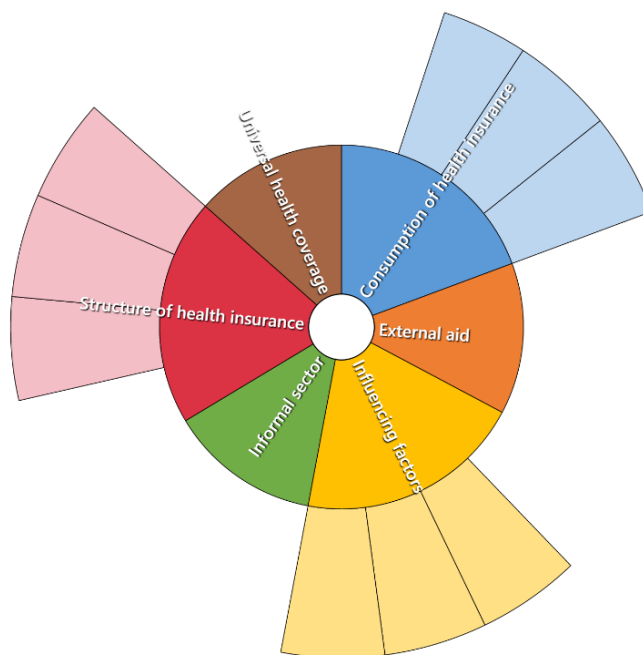 Universal health coverage
Consumption of health insurance
Structure of health insurance
External aid
Informal sector
Influencing factors